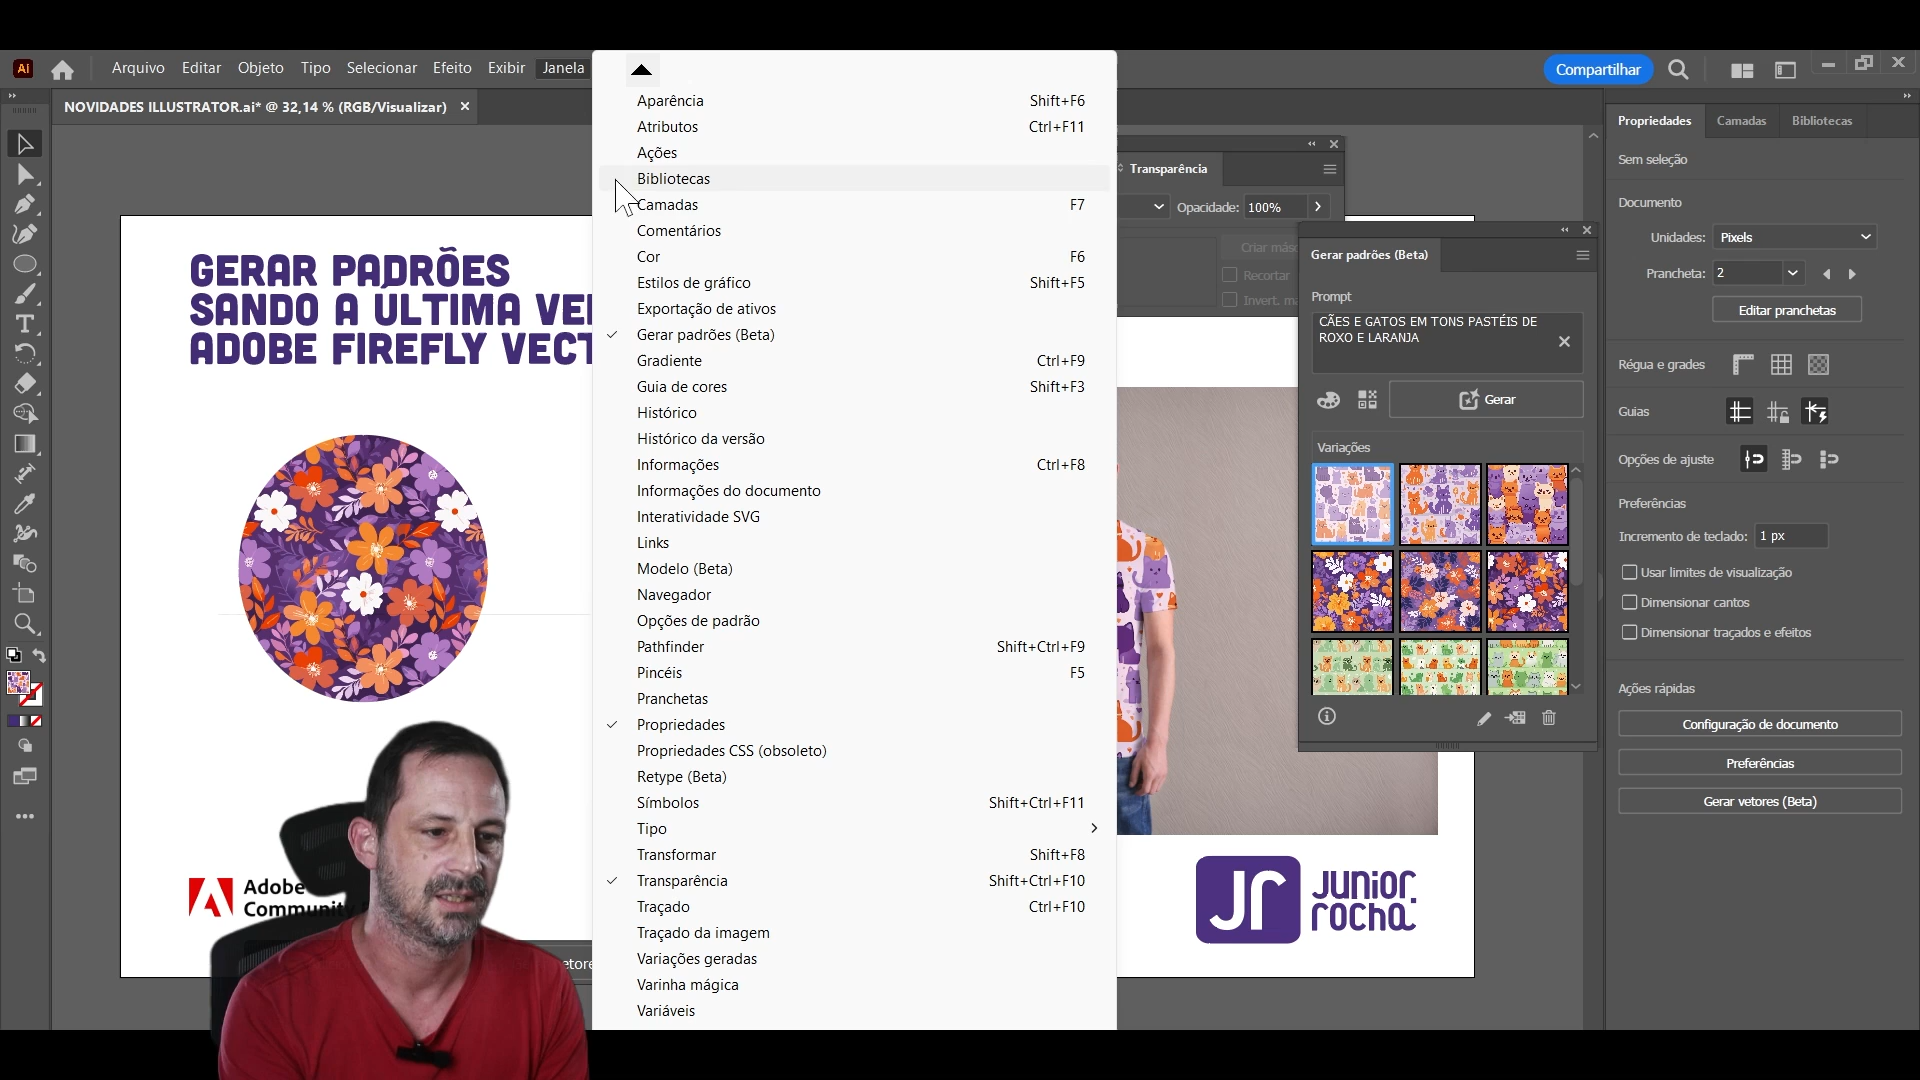 Ai
Arquivo Editar Objeto Tipo Selecionar Efeito Exibir Janela
Compartilhar
NOVIDADES ILLUSTRATOR.ai* @ 32,14 % (RGB/Visualizar)
GERAR PADRÕES
SANDO A ÚLTIMA
ADOBE FIREFLY
Adobe
Community
Aparência Shift+F6
Atributos Ctrl+F11
Ações
Bibliotecas
Camadas F7
Comentários
Cor F6
Estilos de gráfico Shift+F5
Exportação de ativos
Gerar padrões (Beta)
Gradiente Ctrl+F9
Guia de cores Shift+F3
Histórico
Histórico da versão
Informações Ctrl+F8
Informações do documento
Interatividade SVG
Links
Modelo (Beta)
Navegador
Opções de padrão
Pathfinder Shift+Ctrl+F9
Pincéis F5
Pranchetas
Propriedades
Propriedades CSS (obsoleto)
Retype (Beta)
Símbolos Shift+Ctrl+F11
Tipo
Transformar Shift+F8
Transparência Shift+Ctrl+F10
Traçado Ctrl+F10
Traçado da imagem
Variações geradas
Varinha mágica
Variáveis
Transparência
Opacidade: 100%
Recortar
Gerar padrões (Beta)
Prompt
CÃES E GATOS EM TONS PASTÉIS DE
ROXO E LARANJA
Gerar
Variações
Jr junior.
rocha
Propriedades Camadas Bibliotecas
Sem seleção
Documento
Unidades: Pixels
Prancheta: 2
Editar pranchetas
Régua e grades
Guias
Opções de ajuste
Preferências
Incremento de teclado: 1 px
Usar limites de visualização
Dimensionar cantos
Dimensionar traçados e efeitos
Ações rápidas
Configuração de documento
Preferências
Gerar vetores (Beta)